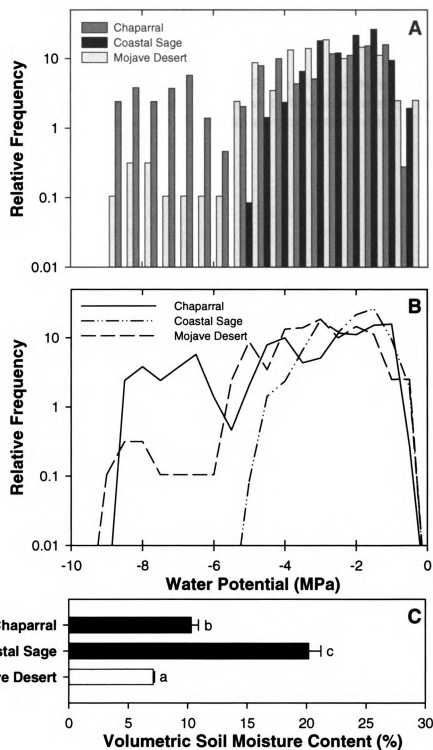 A
Chaparral
Coastal Sage
Mojave Desert
Relative Frequency
10
1
0.1
0.01
B
Chaparral
Coastal Sage
Mojave Desert
Relative Frequency
10
1
0.1
0.01
-10 -8 -6 -4 -2 0
Water Potential (MPa)
C
Chaparral b
stal Sage c
ve Desert a
0 5 10 15 20 25 30
Volumetric Soil Moisture Content (%)